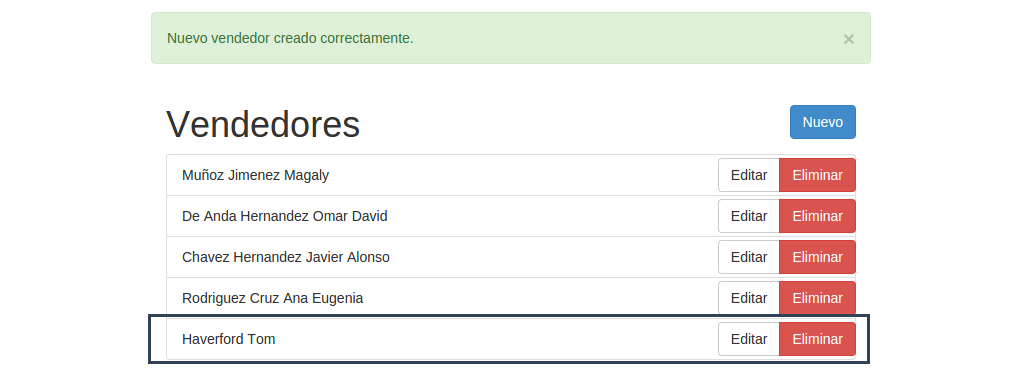 Nuevo vendedor creado correctamente. ×
Vendedores Nuevo
Muñoz Jimenez Magaly Editar Eliminar
De Anda Hernandez Omar David Editar Eliminar
Chavez Hernandez Javier Alonso Editar Eliminar
Rodriguez Cruz Ana Eugenia Editar Eliminar
Haverford Tom Editar Eliminar